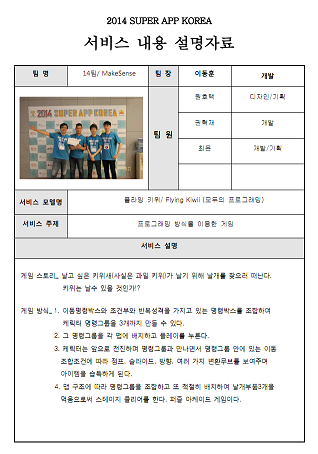 2014 SUPER APP KOREA
서비스 내용 설명자료
팀 명 14팀/ MakeSense 팀 장 이동훈 개발
팀 원 원호택 디자인/기획
권혁재 개발
최윤 개발/기획
2014 SUPER APP KOREA
서비스 모델명 플라잉 키위/ Flying Kiwii (모두의 프로그래밍)
서비스 주제 프로그래밍 방식를 이용한 게임
서비스 설명
게임 스토리_ 날고 싶은 키위새(사실은 과일 키위)가 날기 위해 날개를 찾으러 떠난다.
키위는 날수 있을 것인가!?
게임 방식_ 1. 이동명령박스와 조건부와 반복성격을 가지고 있는 명령박스를 조합하여
캐릭터 명령그룹을 3개까지 만들 수 있다.
2. 그 명령그룹을 각 맵에 배치하고 플레이를 누른다.
3. 캐릭터는 앞으로 전진하며 명령그룹과 만나면서 명령그룹 안에 있는 이동
조합조건에 따라 점프, 슬라이드, 방향, 여러 가지 변환루브를 보여주며
아이템을 습득하게 된다.
4. 맵 구조에 따라 명령그룹을 조합하고 또 적절히 배치하여 날개부품3개를
먹음으로써 스테이지 클리어를 한다. 퍼즐 아케이드 게임이다.